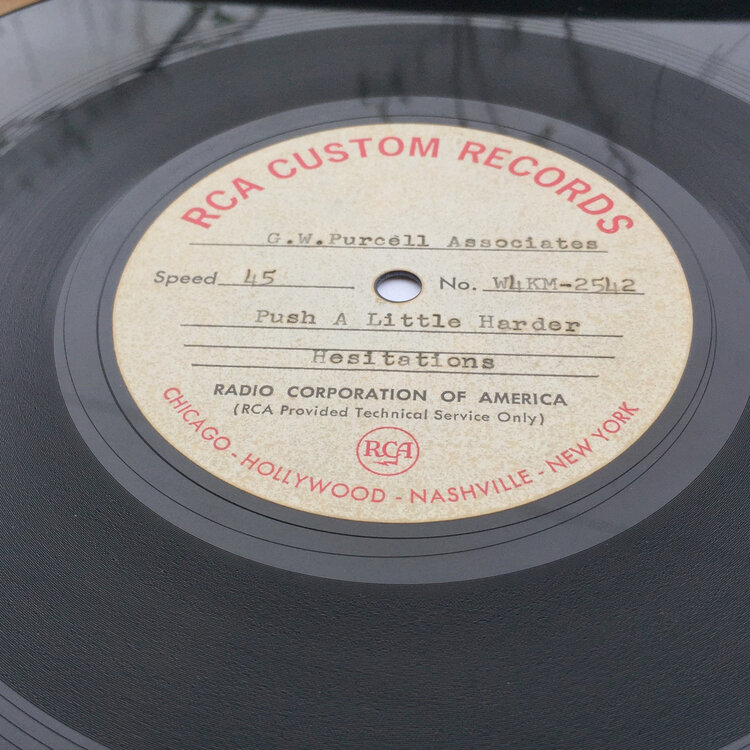 RCA CUSTOM RECORDS
G.W.Purcell Associates
Speed 45 No. W4KM-2542
Push A Little Harder
Hesitations
RADIO CORPORATION OF AMERICA
(RCA Provided Technical Service Only)
RCA
CHICAGO - HOLLYWOOD - NASHVILLE - NEW YORK